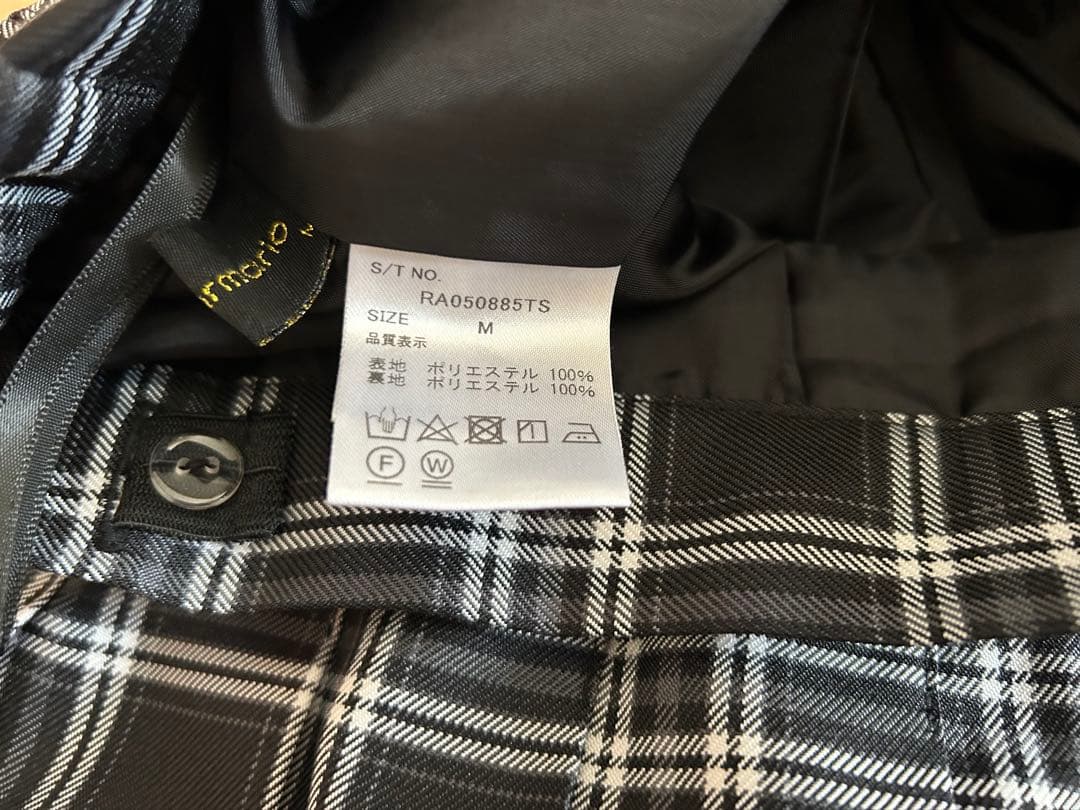 armario
S/T NO.
RA050885TS
SIZE M
品質表示
表地 ポリエステル 100%
裏地 ポリエステル 100%
F W